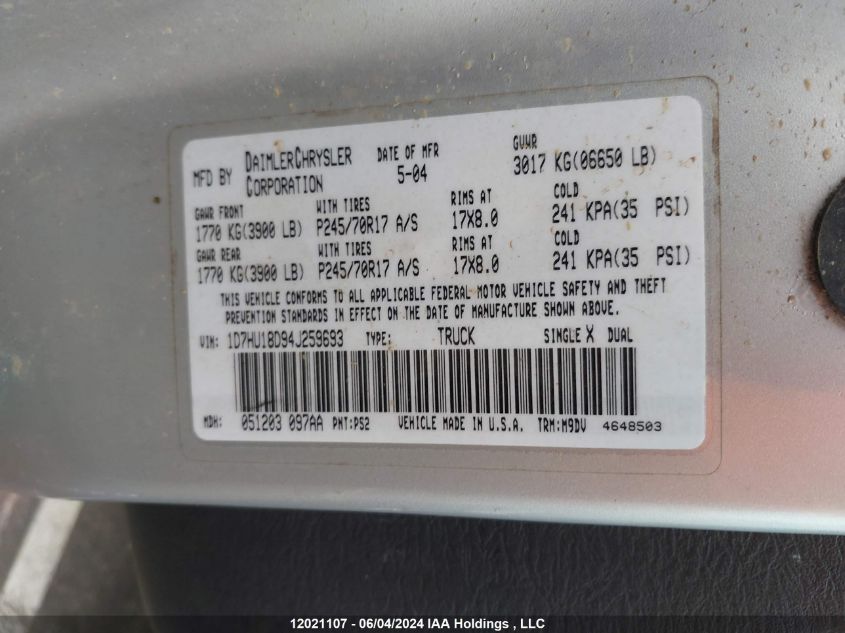 MFD BY DAIMLERCHRYSLER CORPORATION DATE OF MFR 5-04 GVWR 3017 KG(06650 LB)
GAWR FRONT WITH TIRES RIMS AT COLD
1770 KG(3900 LB) P245/70R17 A/S 17X8.0 241 KPA(35 PSI)
GAWR REAR WITH TIRES RIMS AT COLD
1770 KG(3900 LB) P245/70R17 A/S 17X8.0 241 KPA(35 PSI)
THIS VEHICLE CONFORMS TO ALL APPLICABLE FEDERAL MOTOR VEHICLE SAFETY AND THEFT
PREVENTION STANDARDS IN EFFECT ON THE DATE OF MANUFACTURE SHOWN ABOVE.
VIN: 1D7HU18D94J259693 TYPE: TRUCK SINGLE X DUAL
MDH: 051203 097AA PNT:PS2 VEHICLE MADE IN U.S.A. TRM:M9DV 4648503
12021107 - 06/04/2024 IAA Holdings , LLC